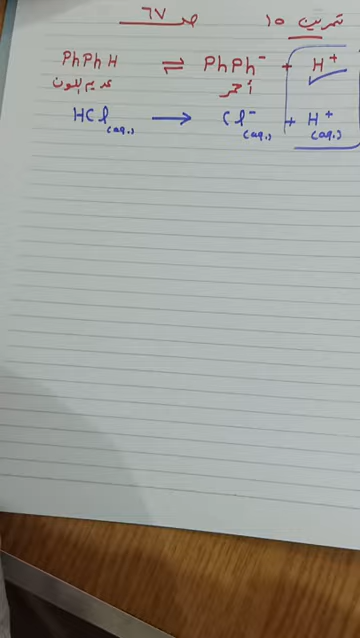 تمرين ١٥ ص ٦٧
PhPhH ⇌ PhPh⁻ + H⁺
عديم اللون أحمر
HCl(aq.) ⟶ Cl⁻(aq.) + H⁺(aq.)